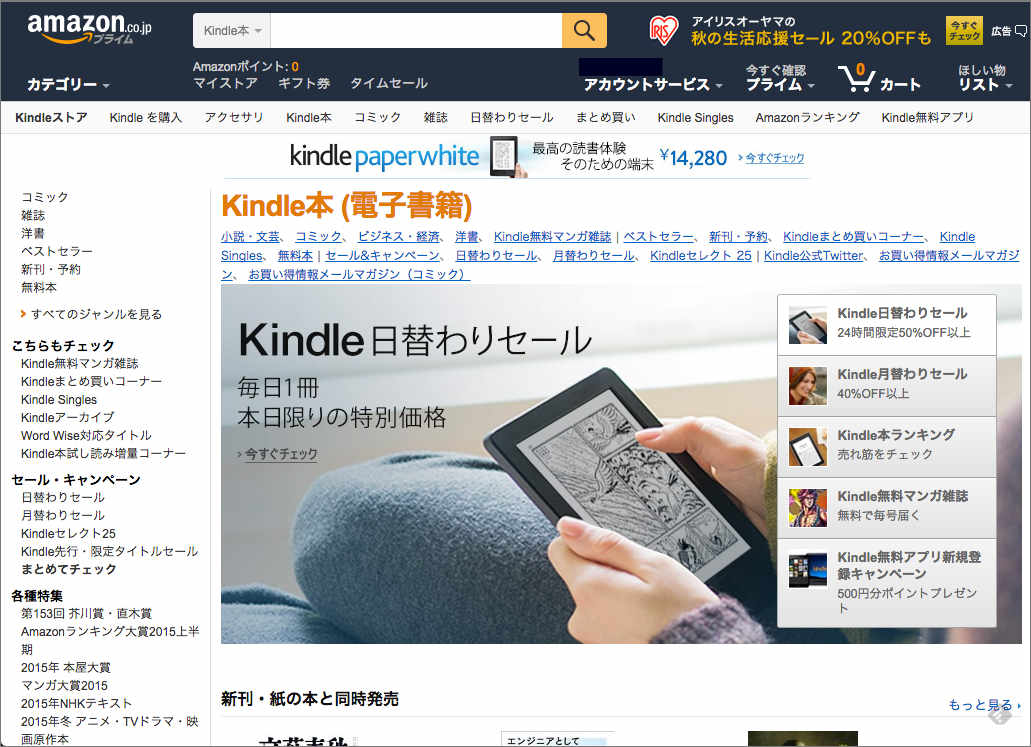 amazon.co.jp
プライム
Kindle本
アイリスオーヤマの
秋の生活応援セール 20%OFFも
今すぐ
チェック
広告
カテゴリー
Amazonポイント: 0
マイストア ギフト券 タイムセール
アカウントサービス
今すぐ確認
プライム
0
カート
ほしい物
リスト
Kindleストア Kindle を購入 アクセサリ Kindle本 コミック 雑誌 日替わりセール まとめ買い Kindle Singles Amazonランキング Kindle無料アプリ
kindle paperwhite
最高の読書体験
そのための端末
¥14,280
今すぐチェック
コミック
雑誌
洋書
ベストセラー
新刊・予約
無料本
すべてのジャンルを見る
こちらもチェック
Kindle無料マンガ雑誌
Kindleまとめ買いコーナー
Kindle Singles
Kindleアーカイブ
Word Wise対応タイトル
Kindle本試し読み増量コーナー
セール・キャンペーン
日替わりセール
月替わりセール
Kindleセレクト25
Kindle先行・限定タイトルセール
まとめてチェック
各種特集
第153回 芥川賞・直木賞
Amazonランキング大賞2015上半
期
2015年 本屋大賞
マンガ大賞2015
2015年NHKテキスト
2015年冬 アニメ・TVドラマ・映
画原作本
Kindle本 (電子書籍)
小説・文芸、 コミック、 ビジネス・経済、 洋書、 Kindle無料マンガ雑誌 | ベストセラー、 新刊・予約、 Kindleまとめ買いコーナー、 Kindle
Singles、 無料本 | セール&キャンペーン、 日替わりセール、 月替わりセール、 Kindleセレクト 25 | Kindle公式Twitter、 お買い得情報メールマガジ
ン、 お買い得情報メールマガジン（コミック）
Kindle日替わりセール
毎日1冊
本日限りの特別価格
今すぐチェック
Kindle日替わりセール
24時間限定50%OFF以上
Kindle月替わりセール
40%OFF以上
Kindle本ランキング
売れ筋をチェック
Kindle無料マンガ雑誌
無料で毎号届く
Kindle無料アプリ新規登
録キャンペーン
500円分ポイントプレゼン
ト
新刊・紙の本と同時発売
もっと見る
エンジニアとして